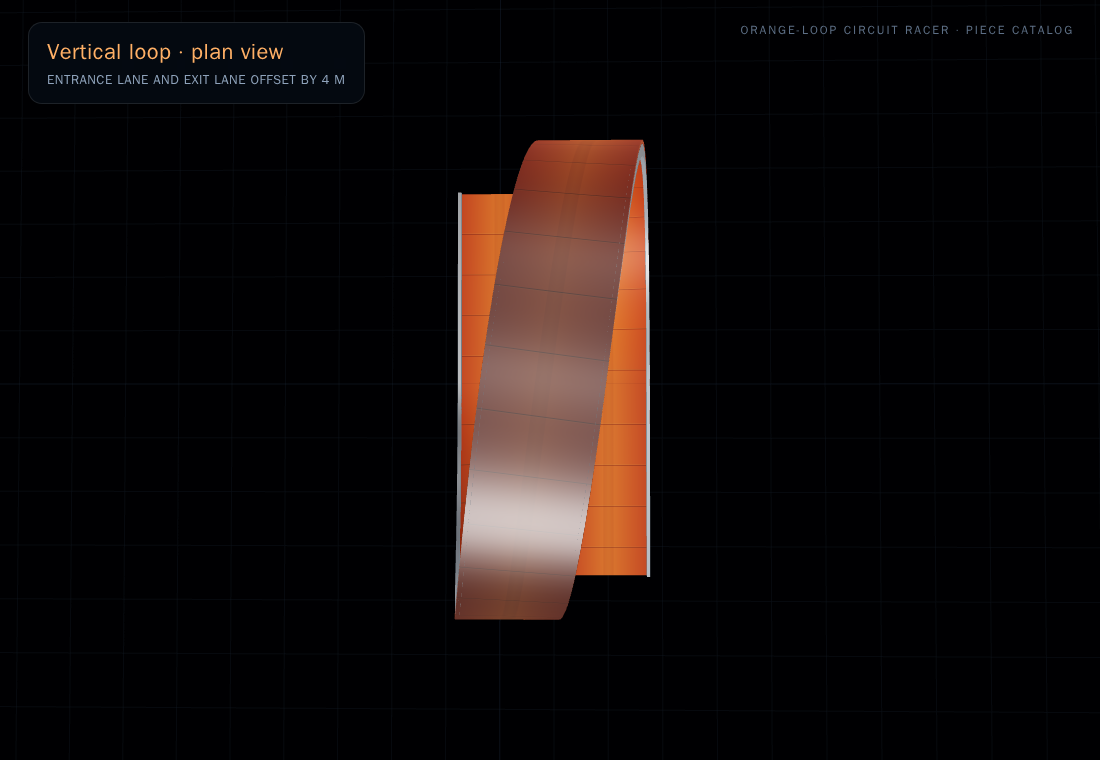 Vertical loop · plan view
ENTRANCE LANE AND EXIT LANE OFFSET BY 4 M
ORANGE-LOOP CIRCUIT RACER · PIECE CATALOG